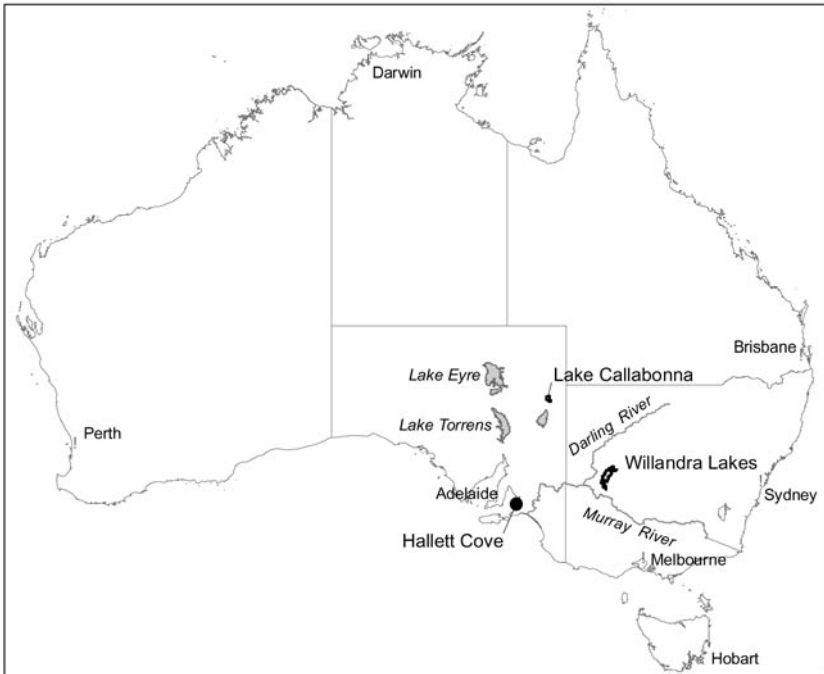 Darwin
Brisbane
Lake Eyre
Lake Callabonna
Lake Torrens
Darling River
Perth
Willandra Lakes
Adelaide
Sydney
Murray River
Hallett Cove
Melbourne
Hobart